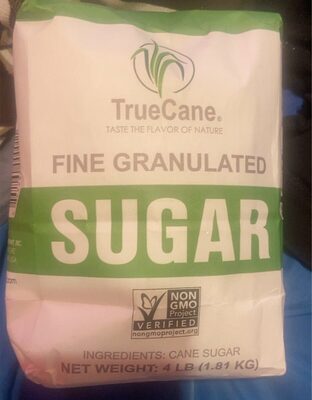 TrueCane®
TASTE THE FLAVOR OF NATURE
FINE GRANULATED
SUGAR
NON
GMO
Project
VERIFIED
nongmoproject.org
INGREDIENTS: CANE SUGAR
NET WEIGHT: 4 LB (1.81 KG)